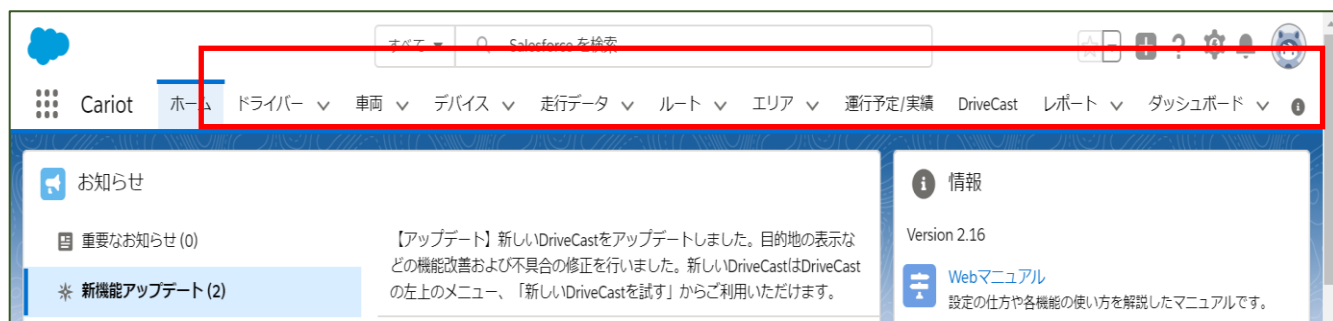 すべて ▼ Salesforce を検索
Cariot ホーム ドライバー 車両 デバイス 走行データ ルート エリア 運行予定/実績 DriveCast レポート ダッシュボード
お知らせ
重要なお知らせ (0)
新機能アップデート (2)
【アップデート】新しいDriveCastをアップデートしました。目的地の表示な
どの機能改善および不具合の修正を行いました。新しいDriveCastはDriveCast
の左上のメニュー、「新しいDriveCastを試す」からご利用いただけます。
情報
Version 2.16
Webマニュアル
設定の仕方や各機能の使い方を解説したマニュアルです。